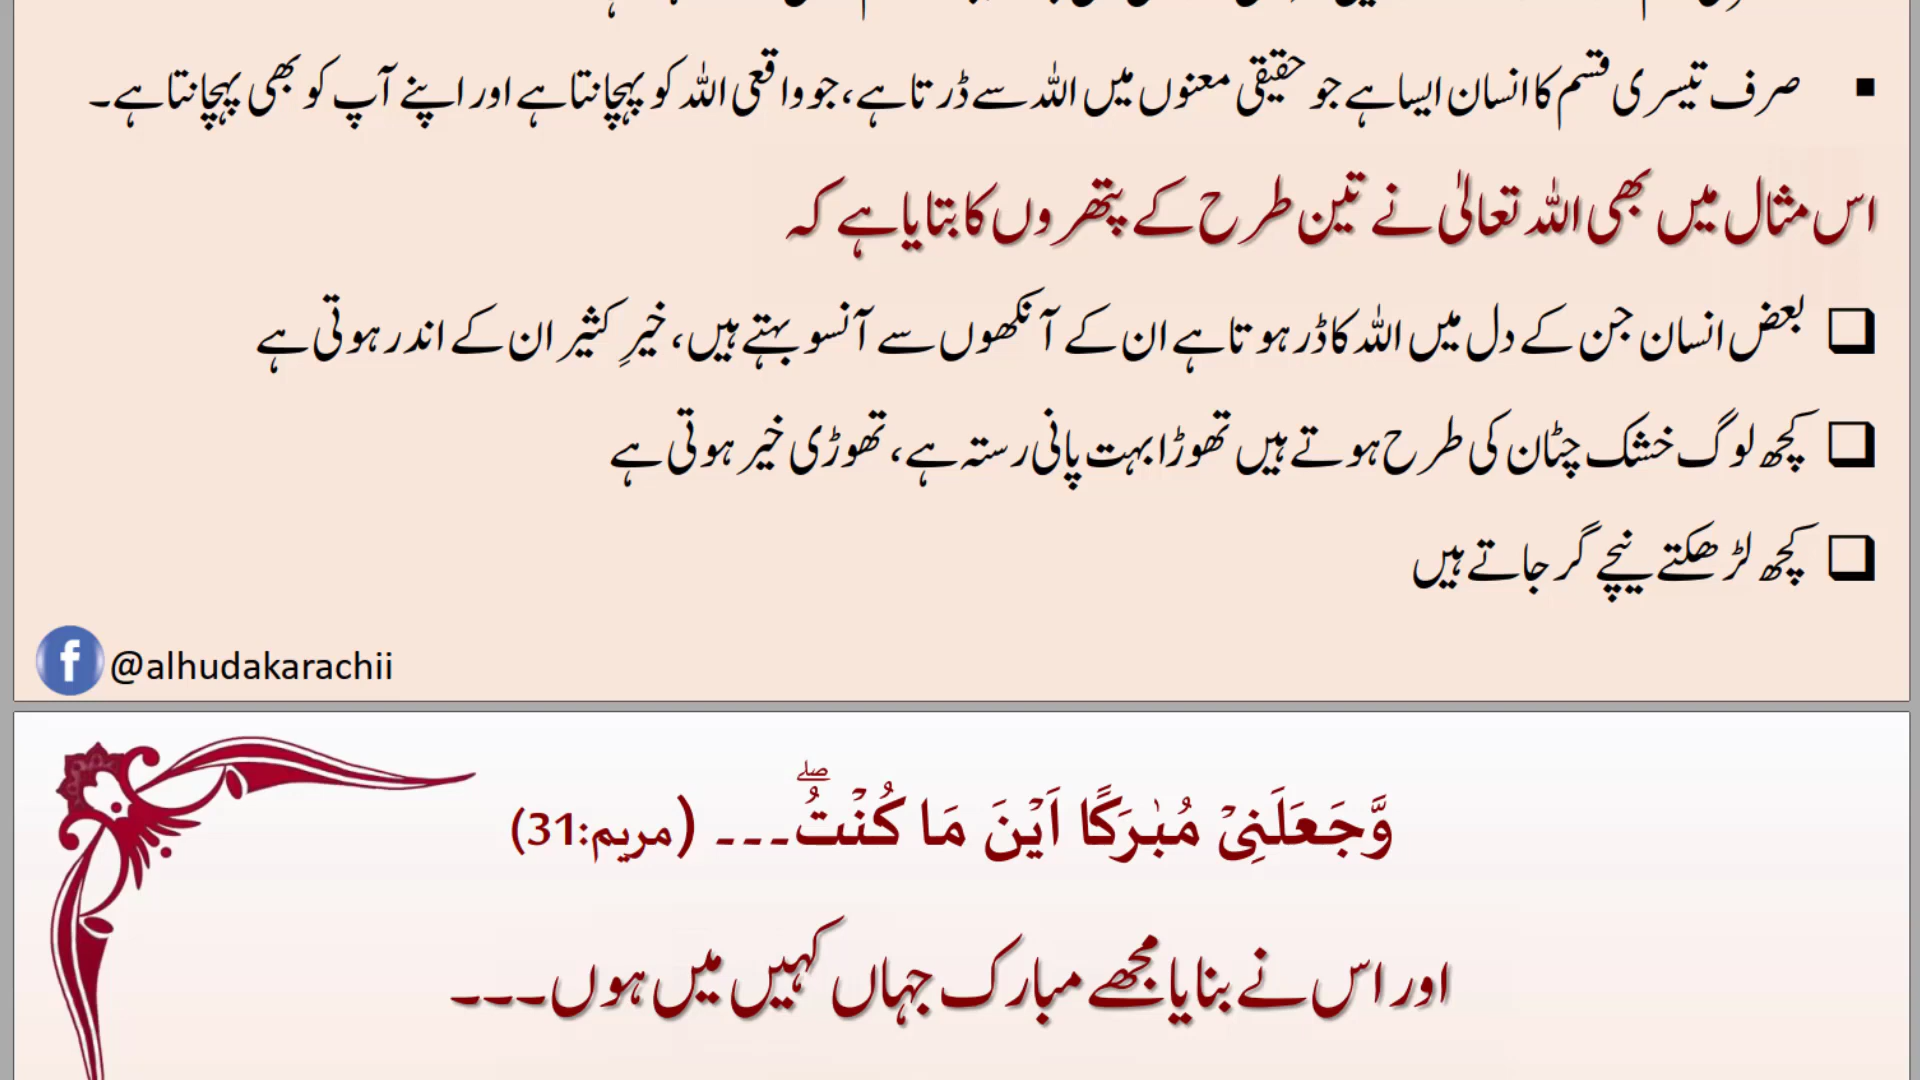 ▪ صرف تیسری قسم کا انسان ایسا ہے جو حقیقی معنوں میں اللہ سے ڈرتا ہے، جو واقعی اللہ کو پہچانتا ہے اور اپنے آپ کو بھی پہچانتا ہے۔
اس مثال میں بھی اللہ تعالیٰ نے تین طرح کے پتھروں کا بتایا ہے کہ
❑ بعض انسان جن کے دل میں اللہ کا ڈر ہوتا ہے ان کے آنکھوں سے آنسو بہتے ہیں، خیرِ کثیر ان کے اندر ہوتی ہے
❑ کچھ لوگ خشک چٹان کی طرح ہوتے ہیں تھوڑا بہت پانی رستہ ہے، تھوڑی خیر ہوتی ہے
❑ کچھ لڑھکتے نیچے گر جاتے ہیں
@alhudakarachii
وَّجَعَلَنِىۡ مُبٰرَكًا اَيۡنَ مَا كُنۡتُۖ۔۔۔ (مریم:31)
اور اس نے بنایا مجھے مبارک جہاں کہیں میں ہوں۔۔۔